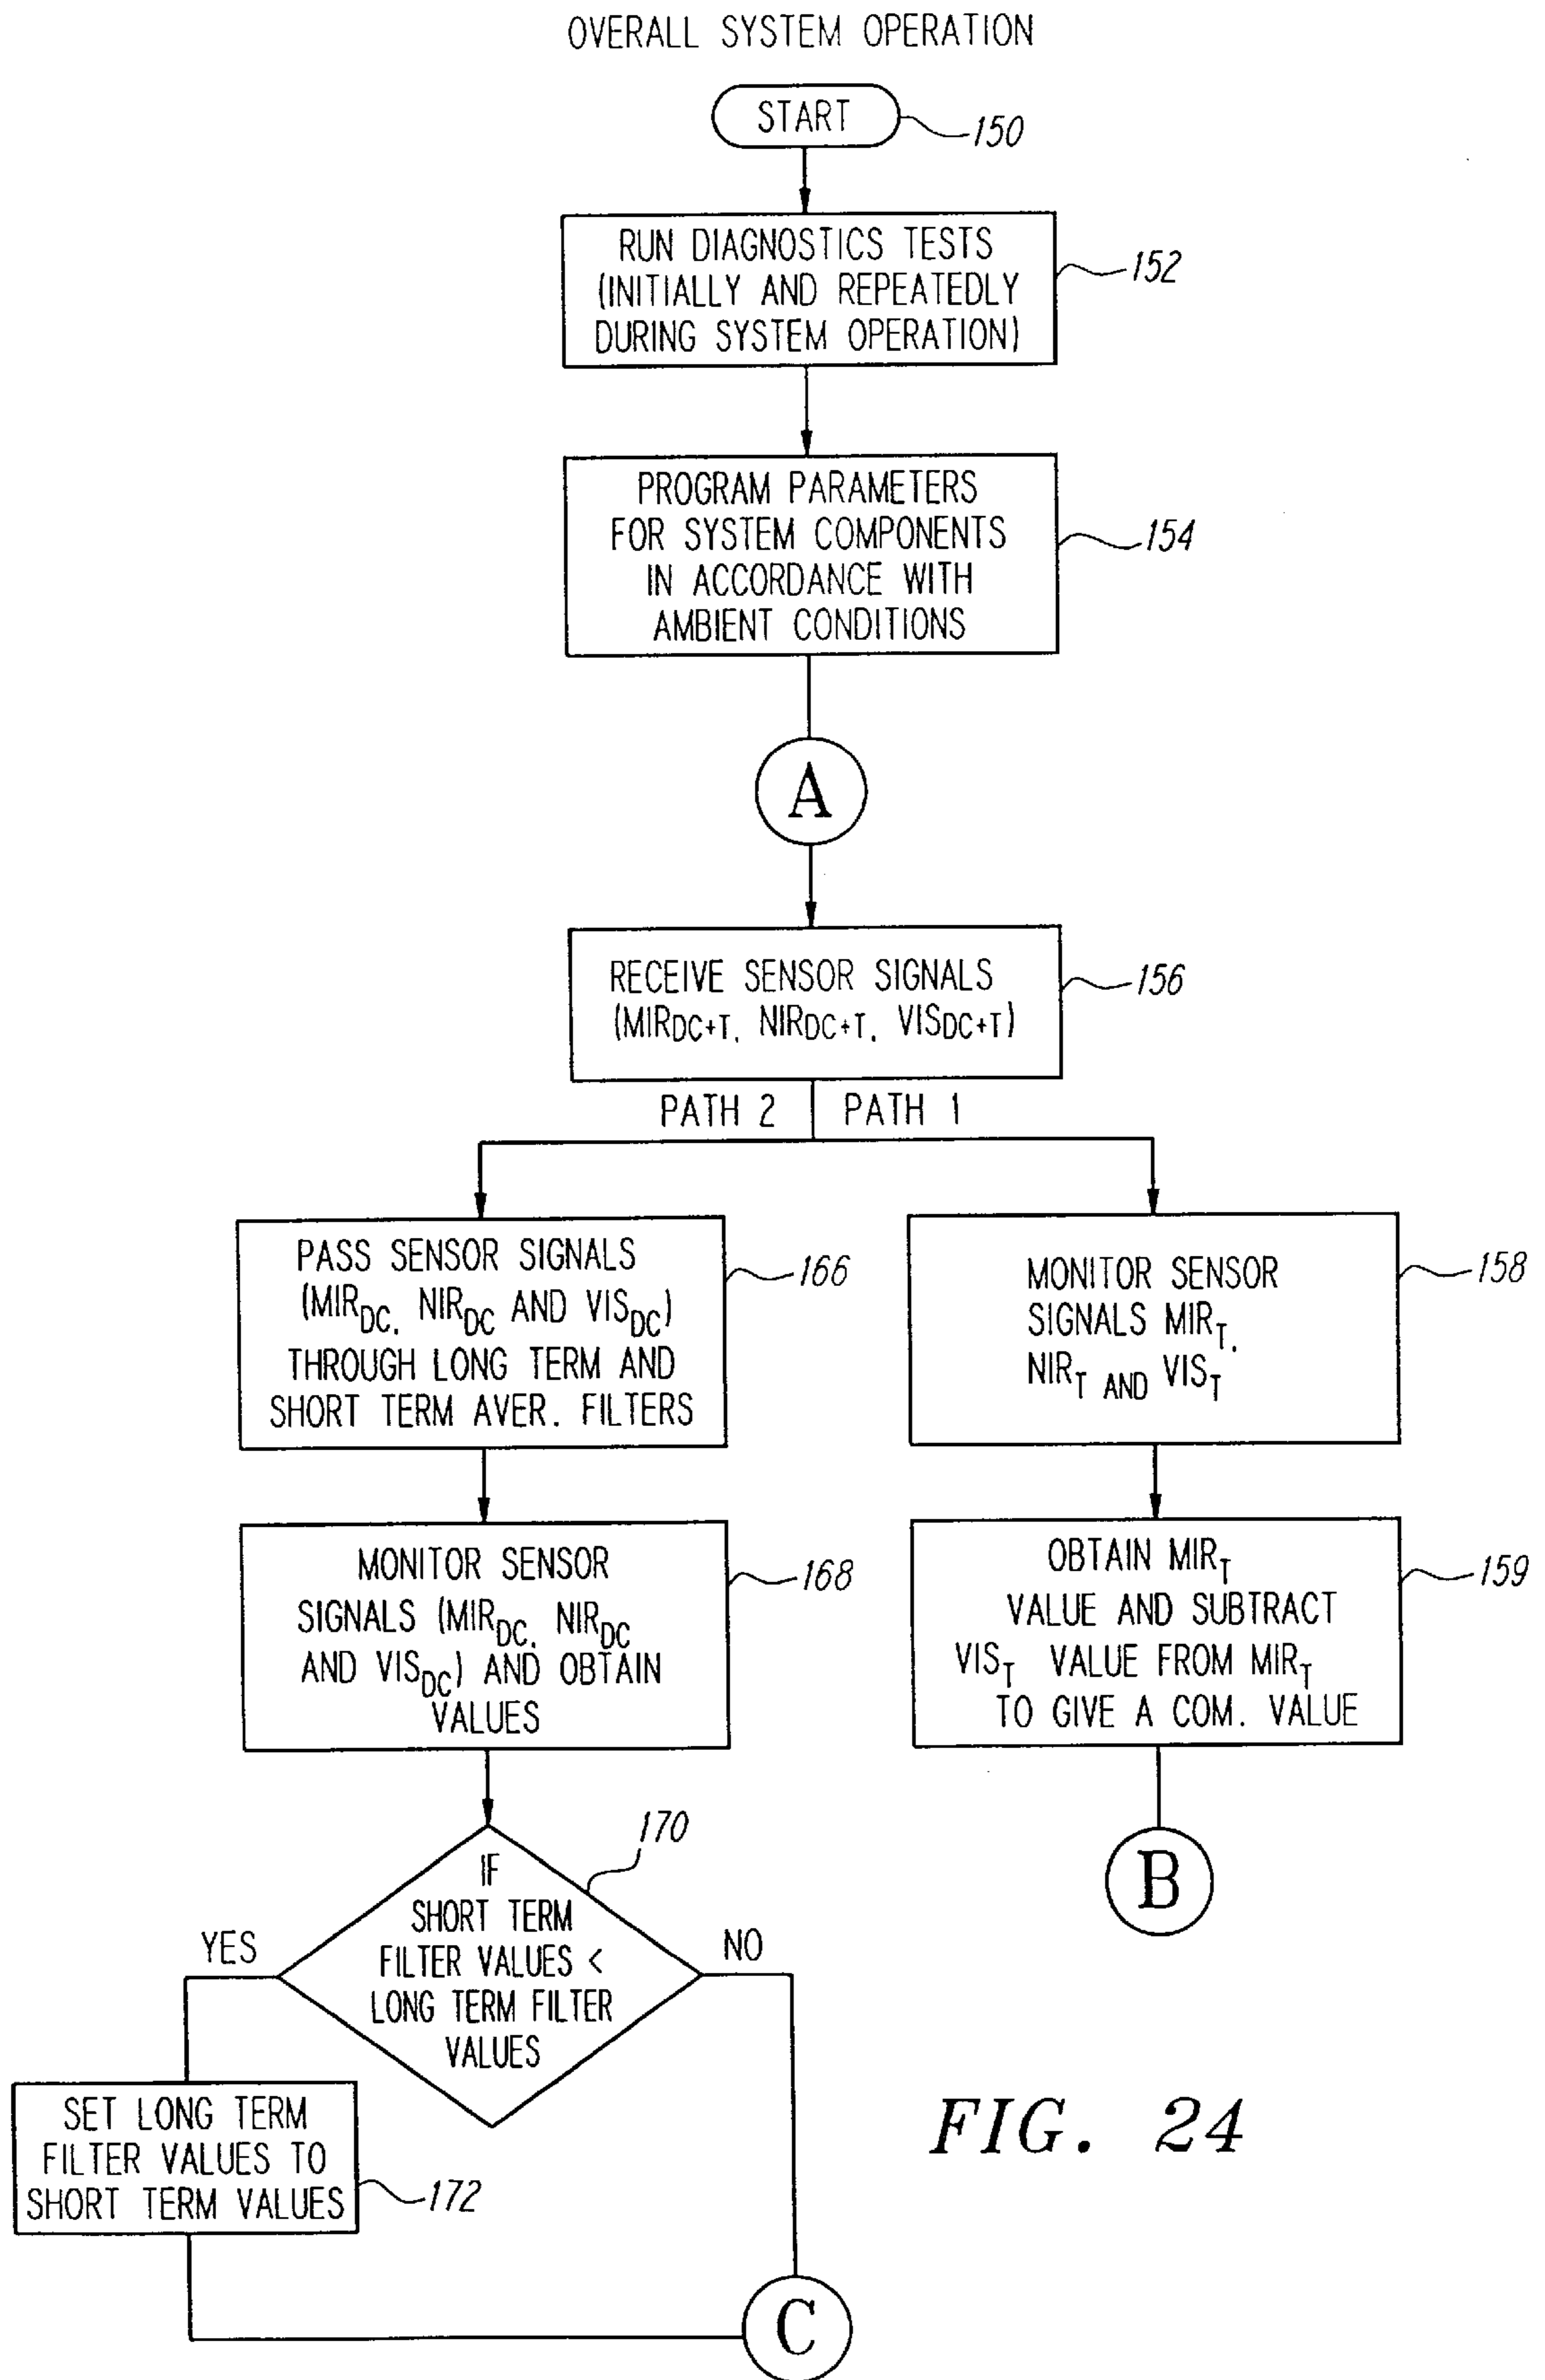 OVERALL SYSTEM OPERATION
START
150
RUN DIAGNOSTICS TESTS
(INITIALLY AND REPEATEDLY
DURING SYSTEM OPERATION)
152
PROGRAM PARAMETERS
FOR SYSTEM COMPONENTS
IN ACCORDANCE WITH
AMBIENT CONDITIONS
154
A
RECEIVE SENSOR SIGNALS
(MIRDC+T, NIRDC+T, VISDC+T)
156
PATH 2
PATH 1
PASS SENSOR SIGNALS
(MIRDC, NIRDC AND VISDC)
THROUGH LONG TERM AND
SHORT TERM AVER. FILTERS
166
MONITOR SENSOR
SIGNALS MIRT,
NIRT AND VIST
158
MONITOR SENSOR
SIGNALS (MIRDC, NIRDC
AND VISDC) AND OBTAIN
VALUES
168
OBTAIN MIRT
VALUE AND SUBTRACT
VIST VALUE FROM MIRT
TO GIVE A COM. VALUE
159
B
170
IF
SHORT TERM
FILTER VALUES <
LONG TERM FILTER
VALUES
YES
NO
SET LONG TERM
FILTER VALUES TO
SHORT TERM VALUES
172
C
FIG. 24